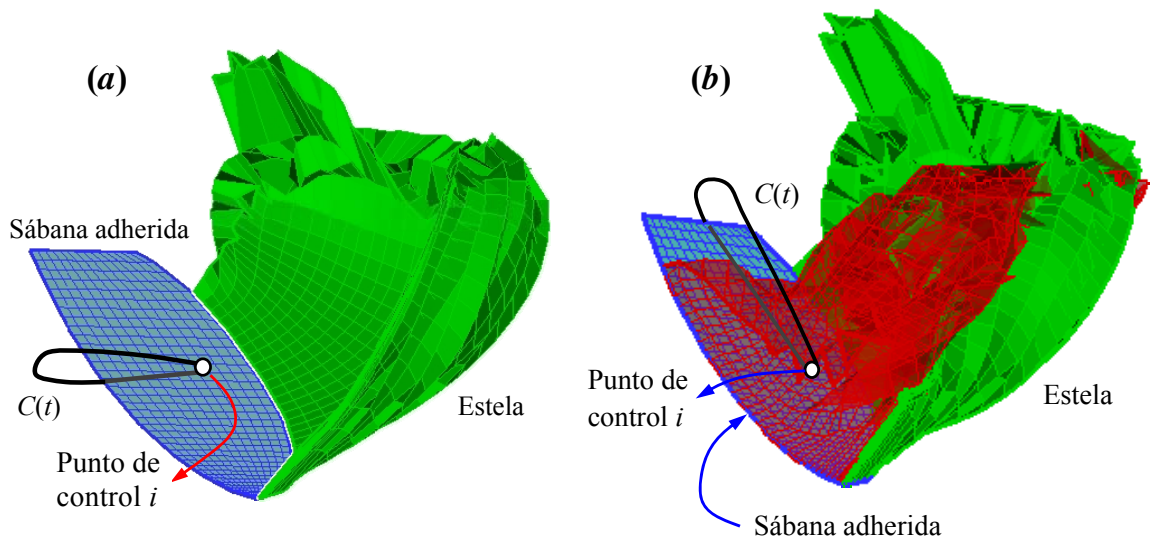 (a)
Sábana adherida
C(t)
Punto de
control i
Estela
(b)
C(t)
Punto de
control i
Estela
Sábana adherida